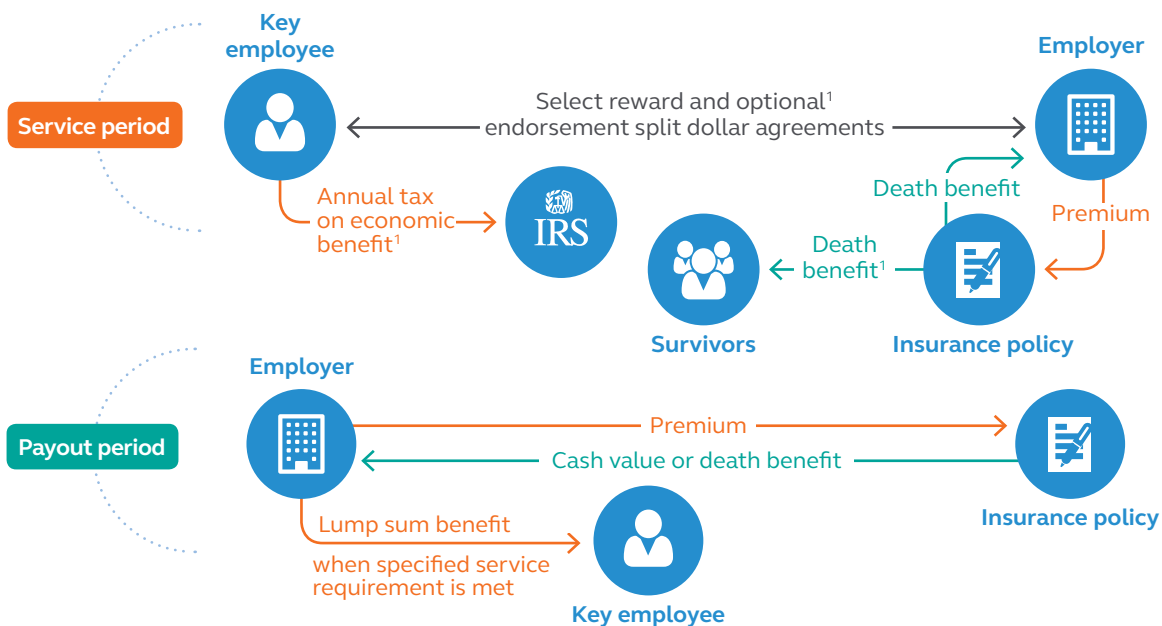 Key
employee
Employer
Service period
Select reward and optional¹
endorsement split dollar agreements
Annual tax
on economic
benefit¹
IRS
Death benefit
Premium
Death
benefit¹
Survivors
Insurance policy
Employer
Payout period
Premium
Cash value or death benefit
Insurance policy
Lump sum benefit
when specified service
requirement is met
Key employee